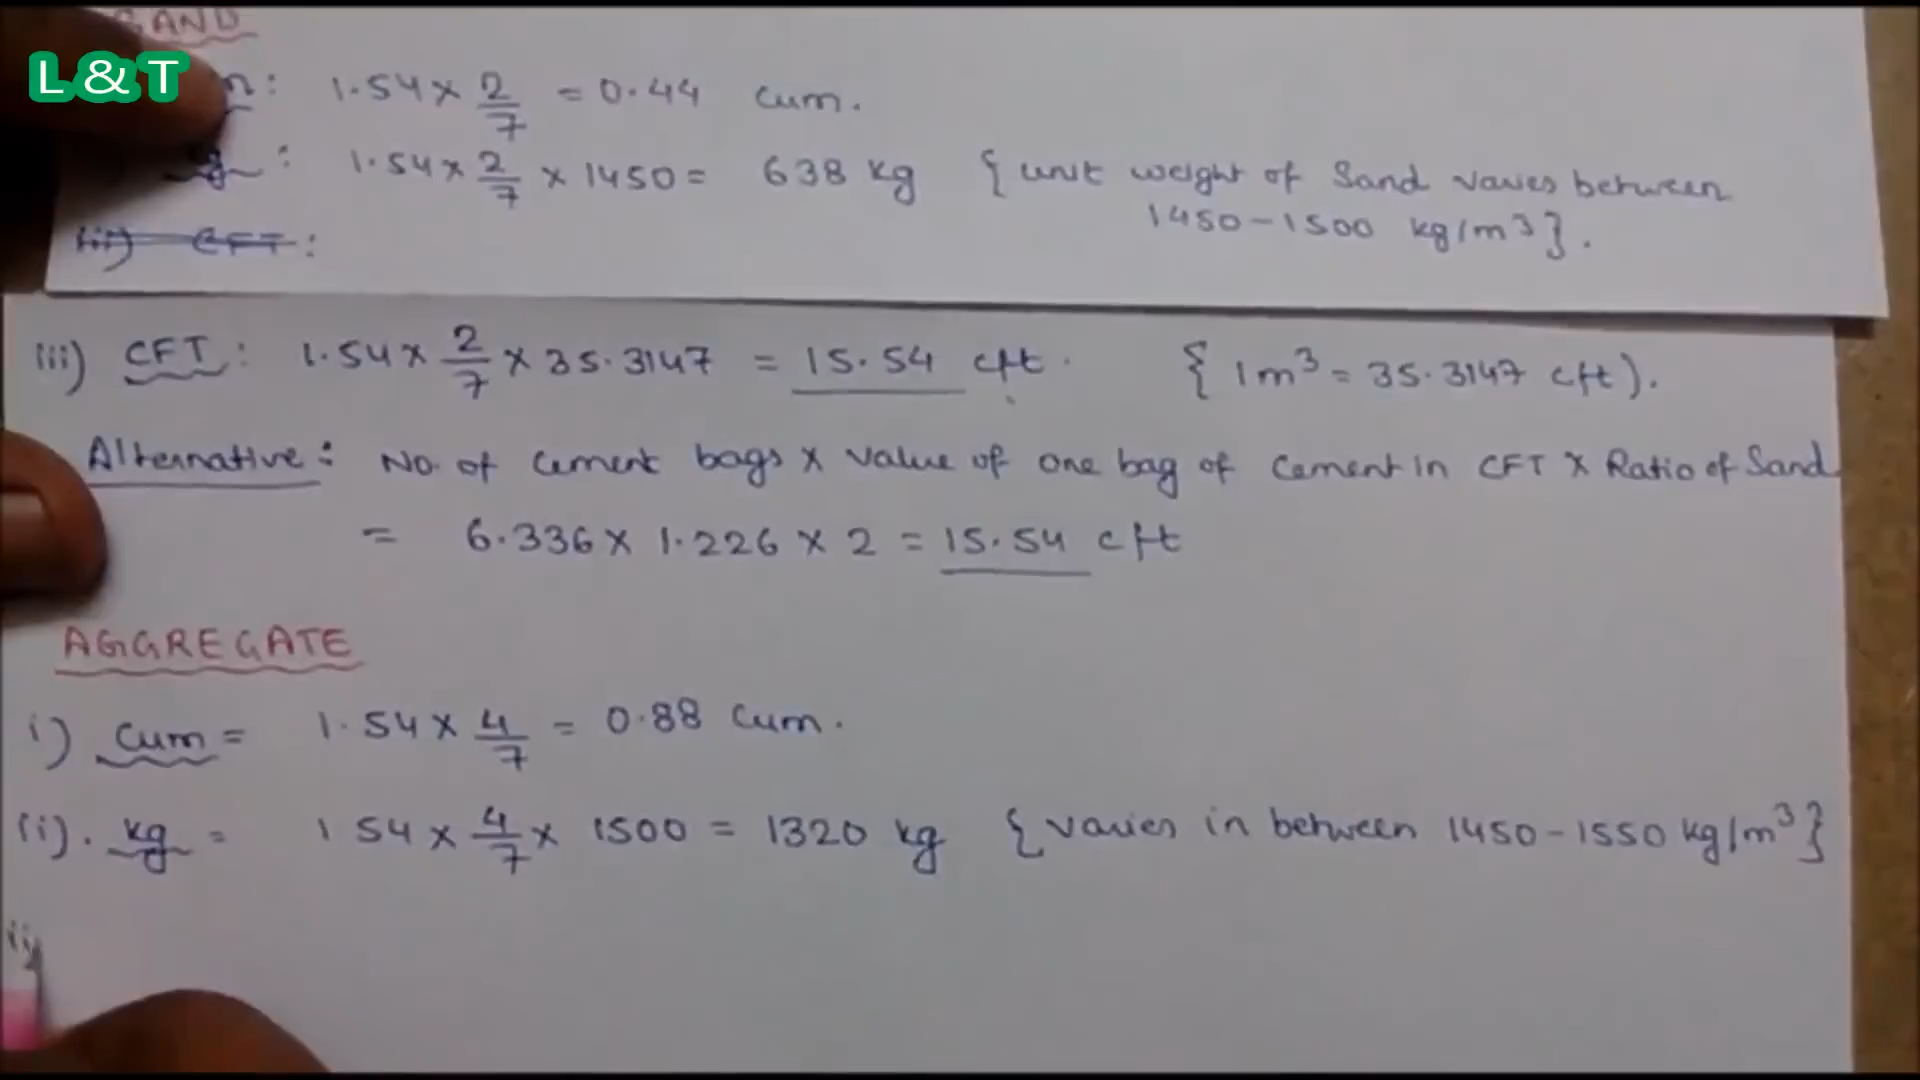 SAND
L&T
1.54 x 2/7 = 0.44 cum.
1.54 x 2/7 x 1450 = 638 kg { unit weight of Sand varies between
1450-1500 kg/m³}.
iii) CFT:
iii) CFT: 1.54 x 2/7 x 35.3147 = 15.54 cft. { 1m³ = 35.3147 cft).
Alternative: No. of cement bags x value of one bag of cement in CFT x Ratio of Sand
= 6.336 x 1.226 x 2 = 15.54 cft
AGGREGATE
i) Cum = 1.54 x 4/7 = 0.88 Cum.
(ii). kg = 1.54 x 4/7 x 1500 = 1320 kg { varies in between 1450-1550 kg/m³}
ii